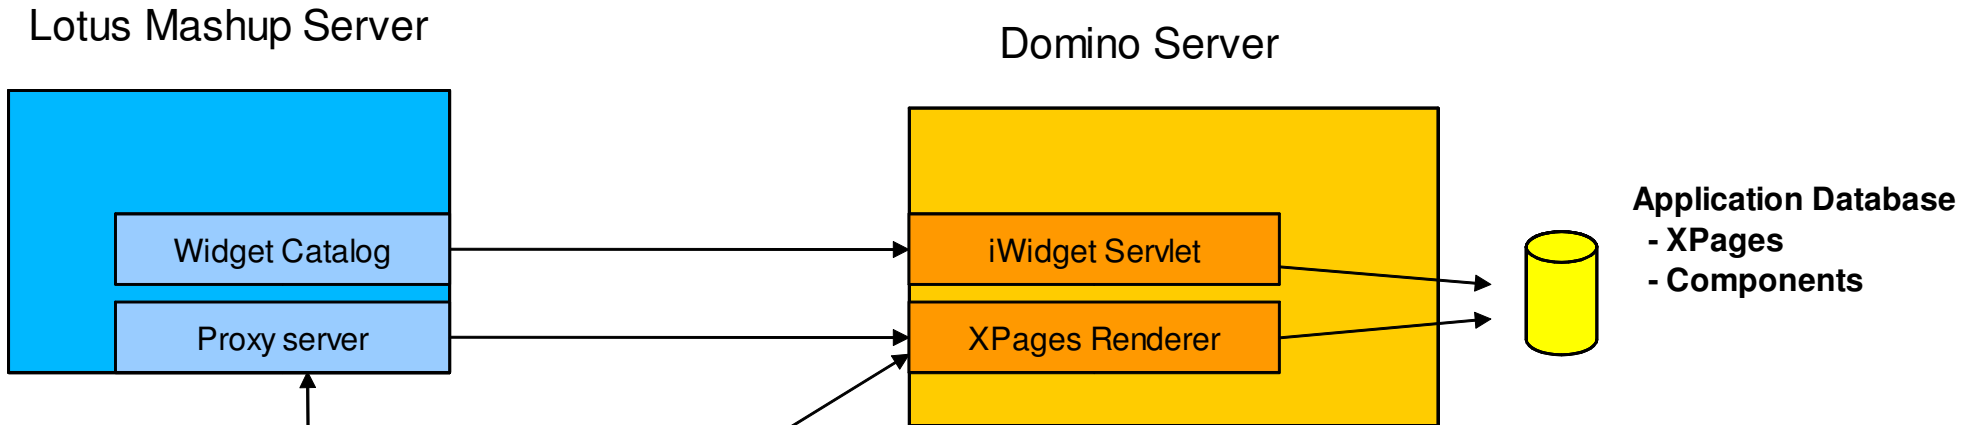 Lotus Mashup Server
Domino Server
Widget Catalog
Proxy server
iWidget Servlet
XPages Renderer
Application Database
- XPages
- Components